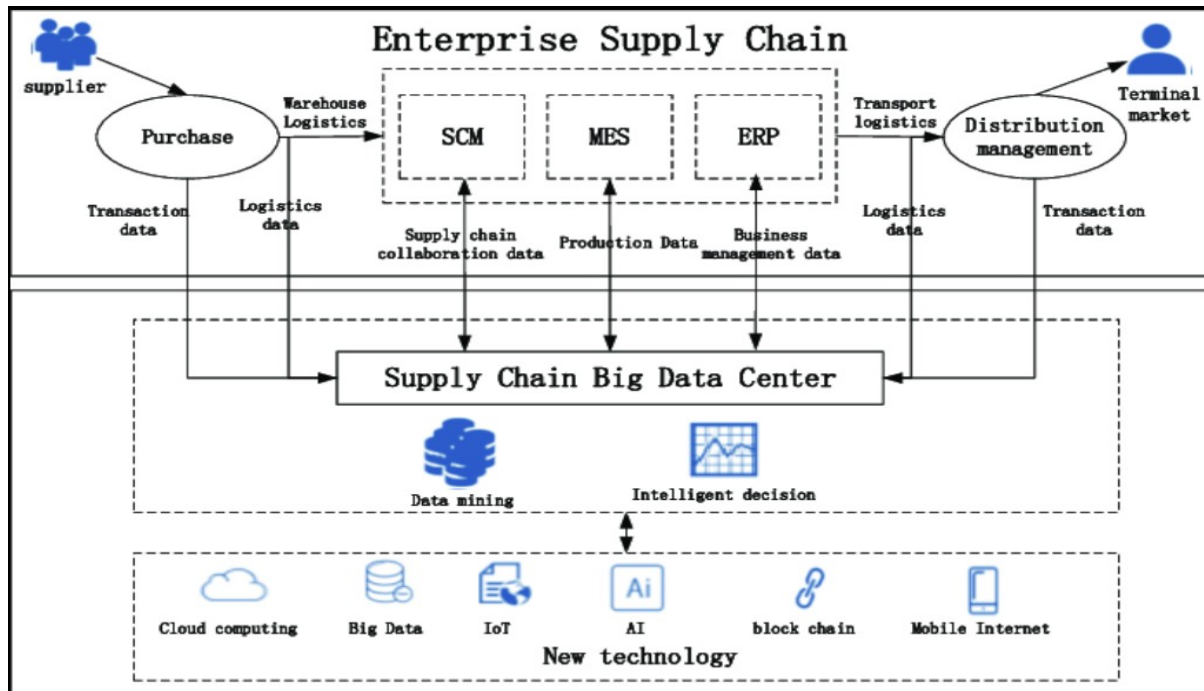 Enterprise Supply Chain
supplier
Terminal
market
Purchase
Warehouse
Logistics
SCM
MES
ERP
Transport
logistics
Distribution
management
Transaction
data
Logistics
data
Supply chain
collaboration data
Production Data
Business
management data
Logistics
data
Transaction
data
Supply Chain Big Data Center
Data mining
Intelligent decision
Ai
Cloud computing
Big Data
IoT
AI
block chain
Mobile Internet
New technology